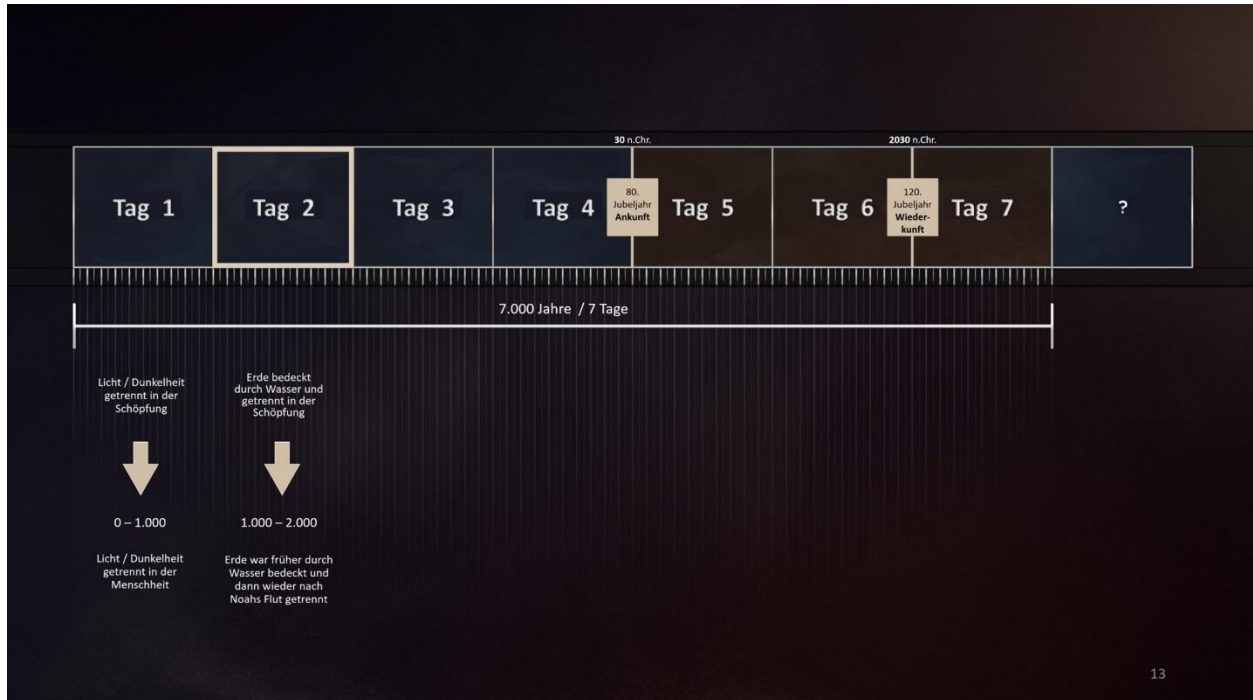 30 n.Chr.
2030 n.Chr.
Tag 1
Tag 2
Tag 3
Tag 4
80.
Jubeljahr
Ankunft
Tag 5
Tag 6
120.
Jubeljahr
Wieder-
kunft
Tag 7
?
7.000 Jahre / 7 Tage
Licht / Dunkelheit
getrennt in der
Schöpfung
Erde bedeckt
durch Wasser und
getrennt in der
Schöpfung
0 – 1.000
1.000 – 2.000
Licht / Dunkelheit
getrennt in der
Menschheit
Erde war früher durch
Wasser bedeckt und
dann wieder nach
Noahs Flut getrennt
13